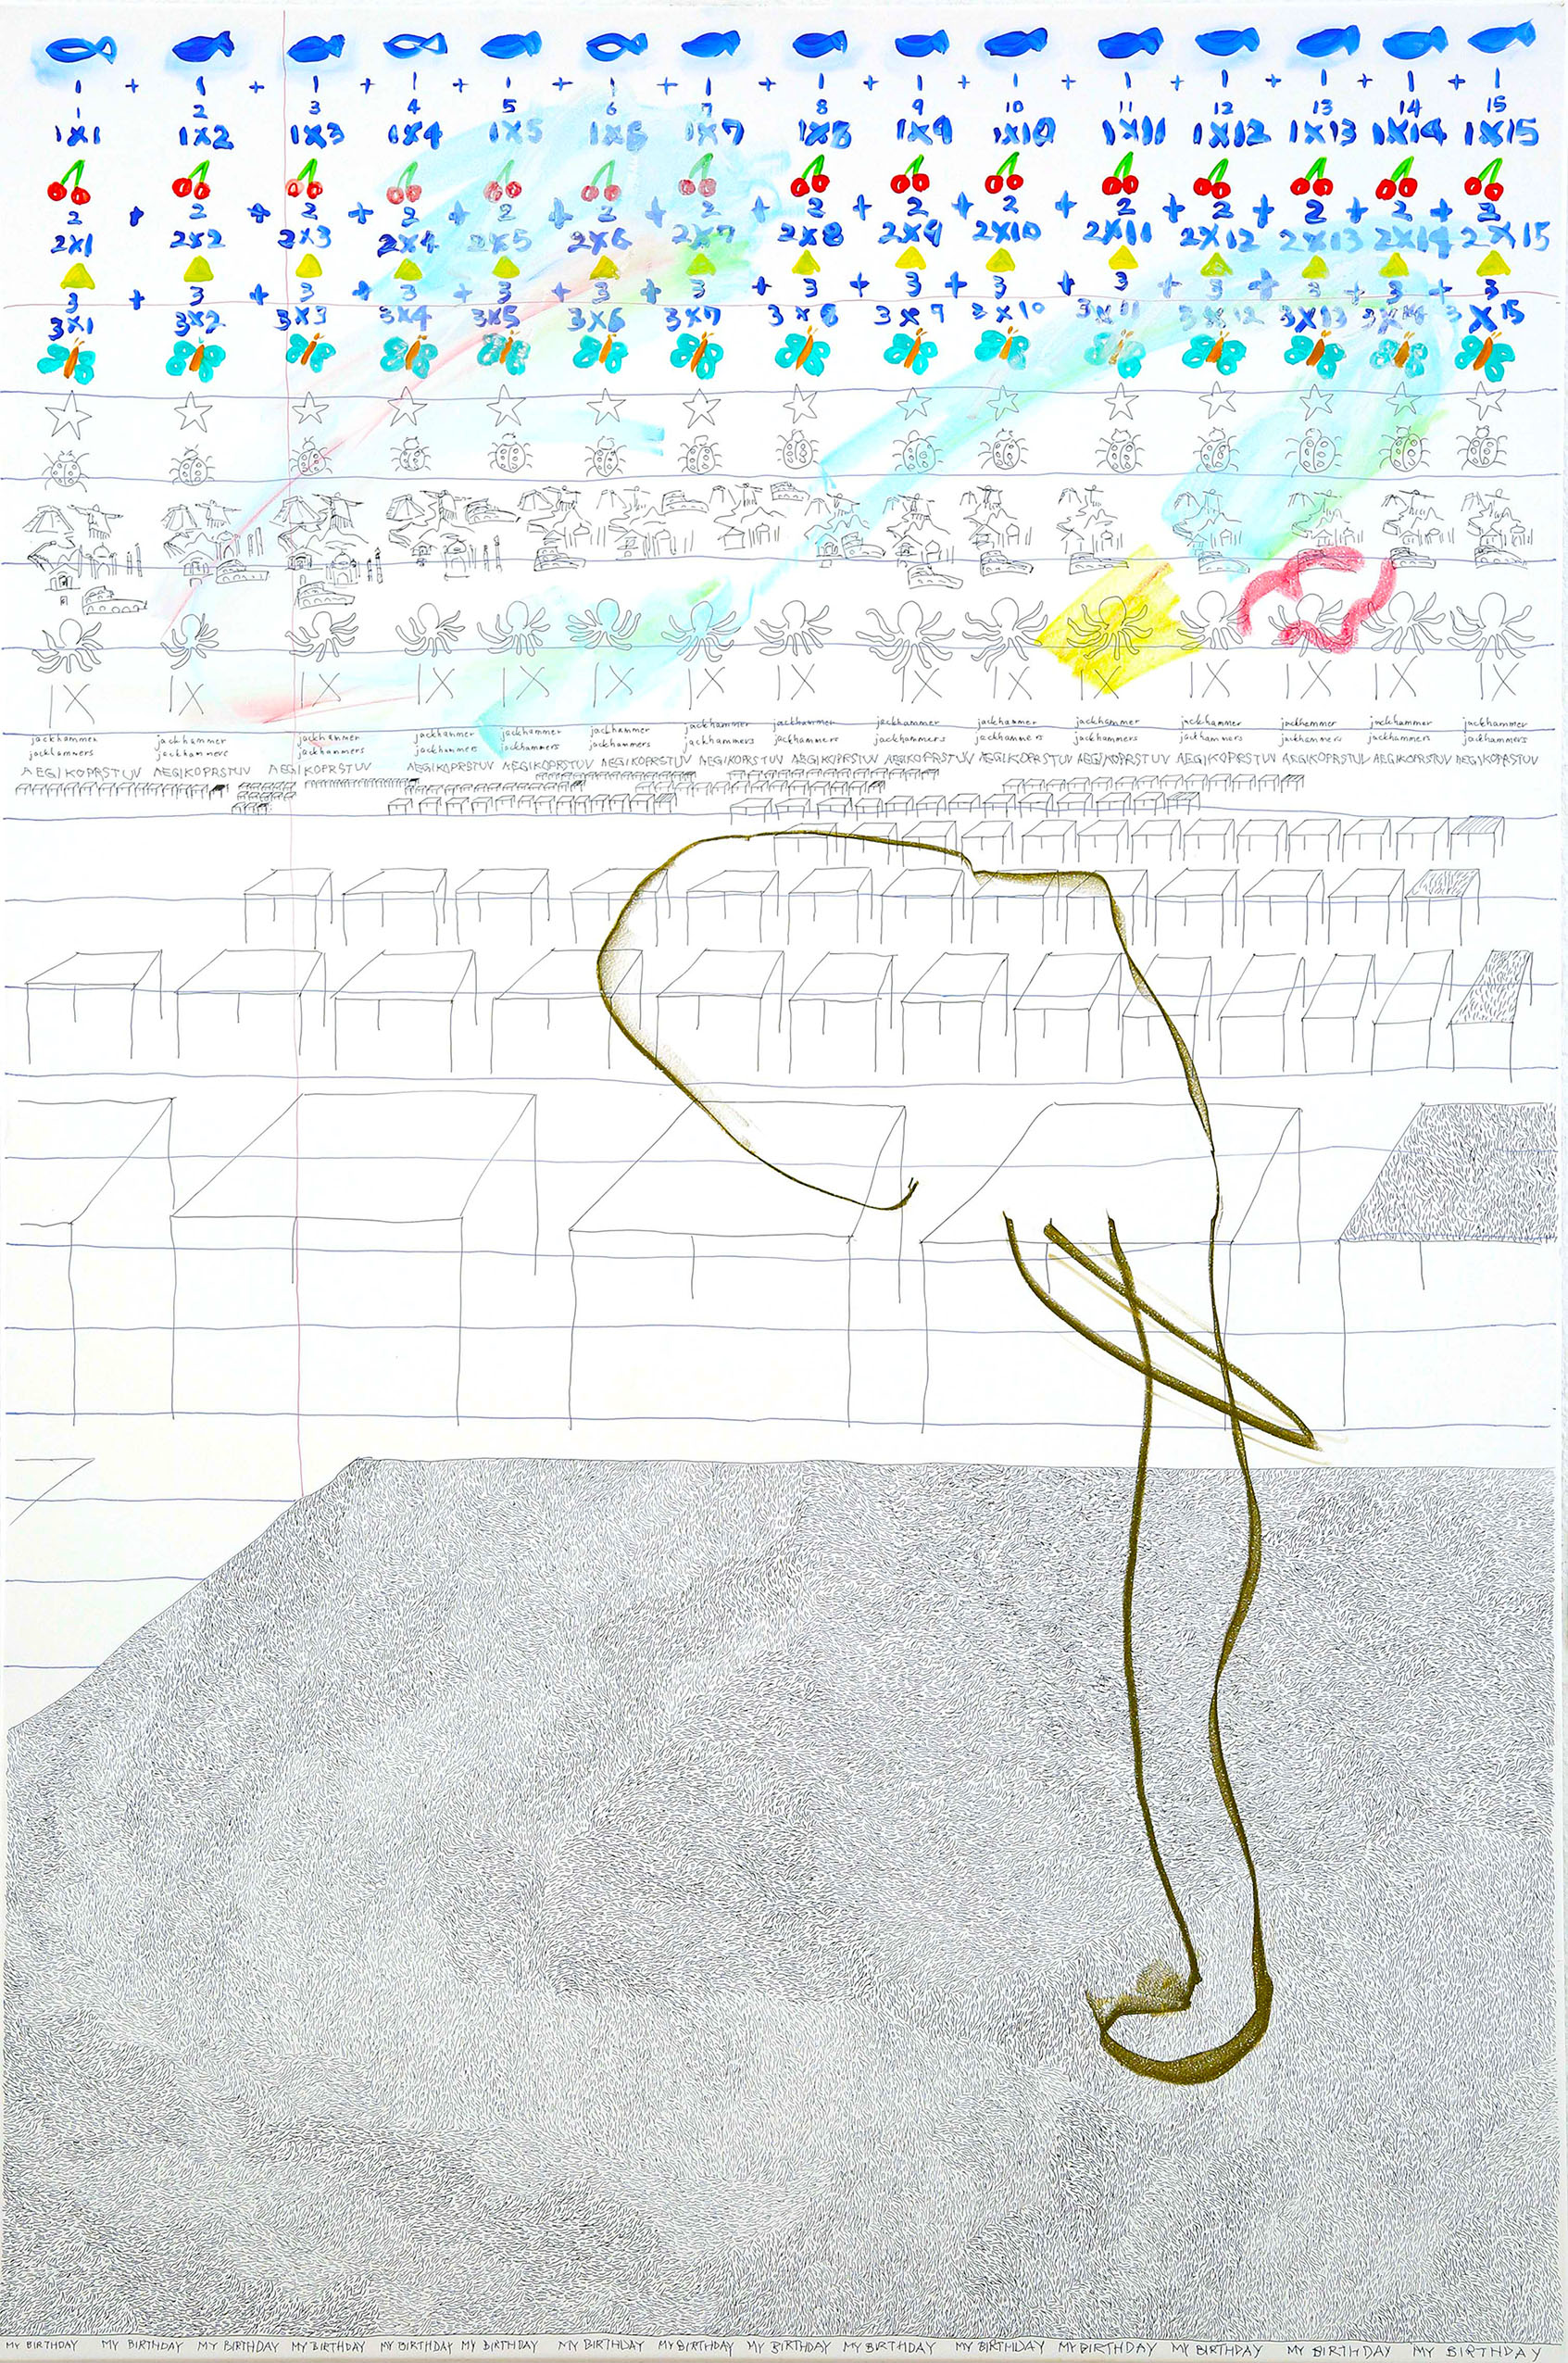 1 + 1 + 1 + 1 + 1 + 1 + 1 + 1 + 1 + 1 + 1 + 1 + 1 + 1 + 1
1 2 3 4 5 6 7 8 9 10 11 12 13 14 15
1x1 1x2 1x3 1x4 1x5 1x6 1x7 1x8 1x9 1x10 1x11 1x12 1x13 1x14 1x15
2 + 2 + 2 + 2 + 2 + 2 + 2 + 2 + 2 + 2 + 2 + 2 + 2 + 2 + 2
2x1 2x2 2x3 2x4 2x5 2x6 2x7 2x8 2x9 2x10 2x11 2x12 2x13 2x14 2x15
3 + 3 + 3 + 3 + 3 + 3 + 3 + 3 + 3 + 3 + 3 + 3 + 3 + 3 + 3
3x1 3x2 3x3 3x4 3x5 3x6 3x7 3x8 3x9 3x10 3x11 3x12 3x13 3x14 3x15
IX IX IX IX IX IX IX IX IX IX IX IX IX IX IX
jackhammer jackhammer jackhammer jackhammer jackhammer jackhammer jackhammer jackhammer jackhammer jackhammer jackhammer jackhammer jackhammer jackhammer jackhammer
jackhammers jackhammers jackhammers jackhammers jackhammers jackhammers jackhammers jackhammers jackhammers jackhammers jackhammers jackhammers jackhammers jackhammers jackhammers
AEGIKOPRSTUV AEGIKOPRSTUV AEGIKOPRSTUV AEGIKOPRSTUV AEGIKOPRSTUV AEGIKOPRSTUV AEGIKOPRSTUV AEGIKOPRSTUV AEGIKOPRSTUV AEGIKOPRSTUV AEGIKOPRSTUV AEGIKOPRSTUV AEGIKOPRSTUV AEGIKOPRSTUV AEGIKOPRSTUV
MY BIRTHDAY MY BIRTHDAY MY BIRTHDAY MY BIRTHDAY MY BIRTHDAY MY BIRTHDAY MY BIRTHDAY MY BIRTHDAY MY BIRTHDAY MY BIRTHDAY MY BIRTHDAY MY BIRTHDAY MY BIRTHDAY MY BIRTHDAY MY BIRTHDAY